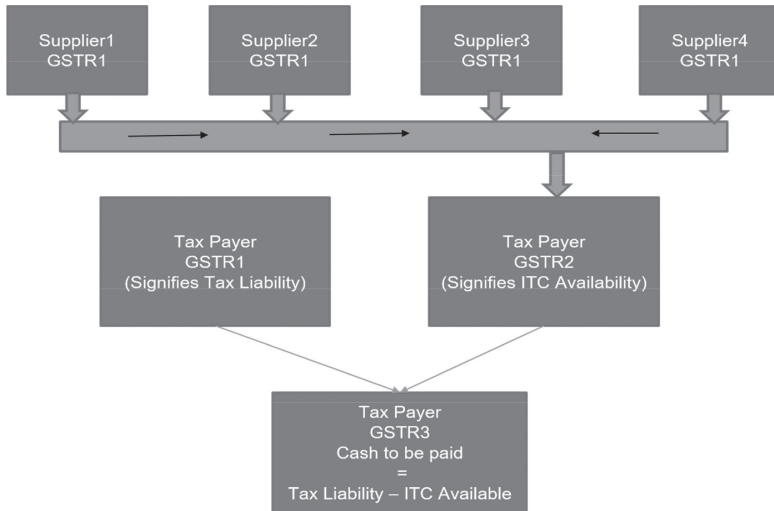 Supplier1
GSTR1
Supplier2
GSTR1
Supplier3
GSTR1
Supplier4
GSTR1
Tax Payer
GSTR1
(Signifies Tax Liability)
Tax Payer
GSTR2
(Signifies ITC Availability)
Tax Payer
GSTR3
Cash to be paid
=
Tax Liability – ITC Available